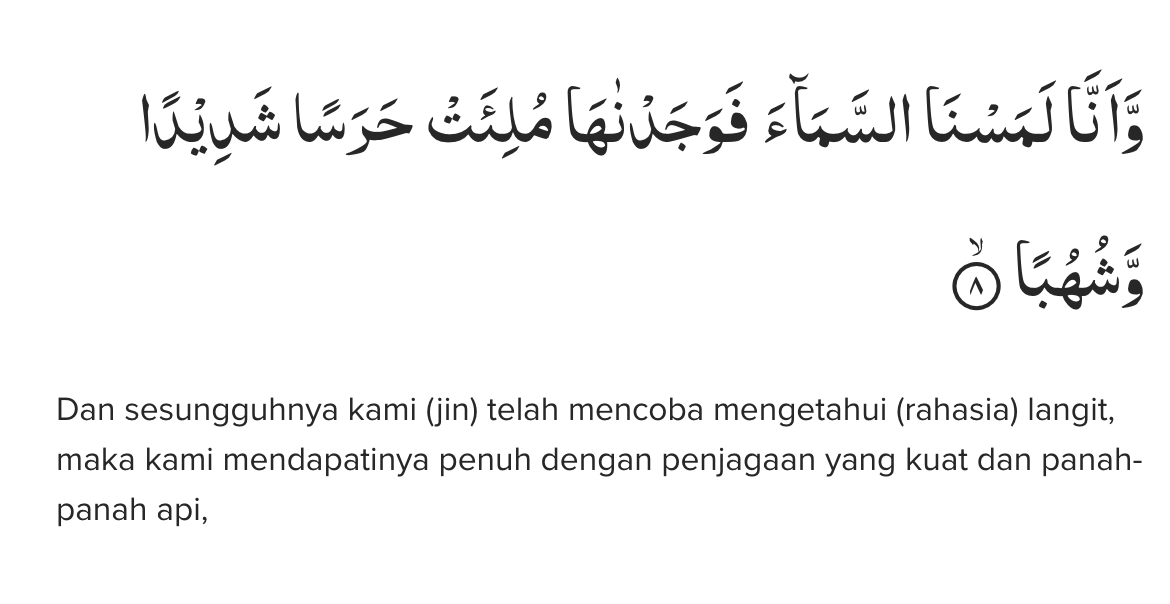 وَّاَنَّا لَمَسْنَا السَّمَاۤءَ فَوَجَدْنٰهَا مُلِئَتْ حَرَسًا شَدِيْدًا
وَّشُهُبًاۙ ٨
Dan sesungguhnya kami (jin) telah mencoba mengetahui (rahasia) langit,
maka kami mendapatinya penuh dengan penjagaan yang kuat dan panah-
panah api,